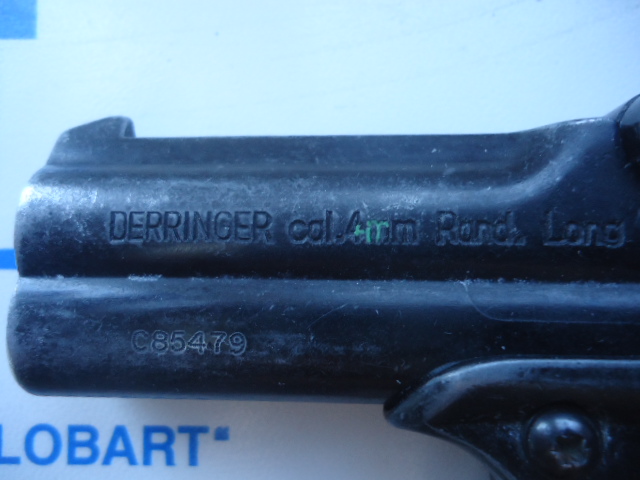 DERRINGER cal.4mm Rand. Long
C85479
LOBART"